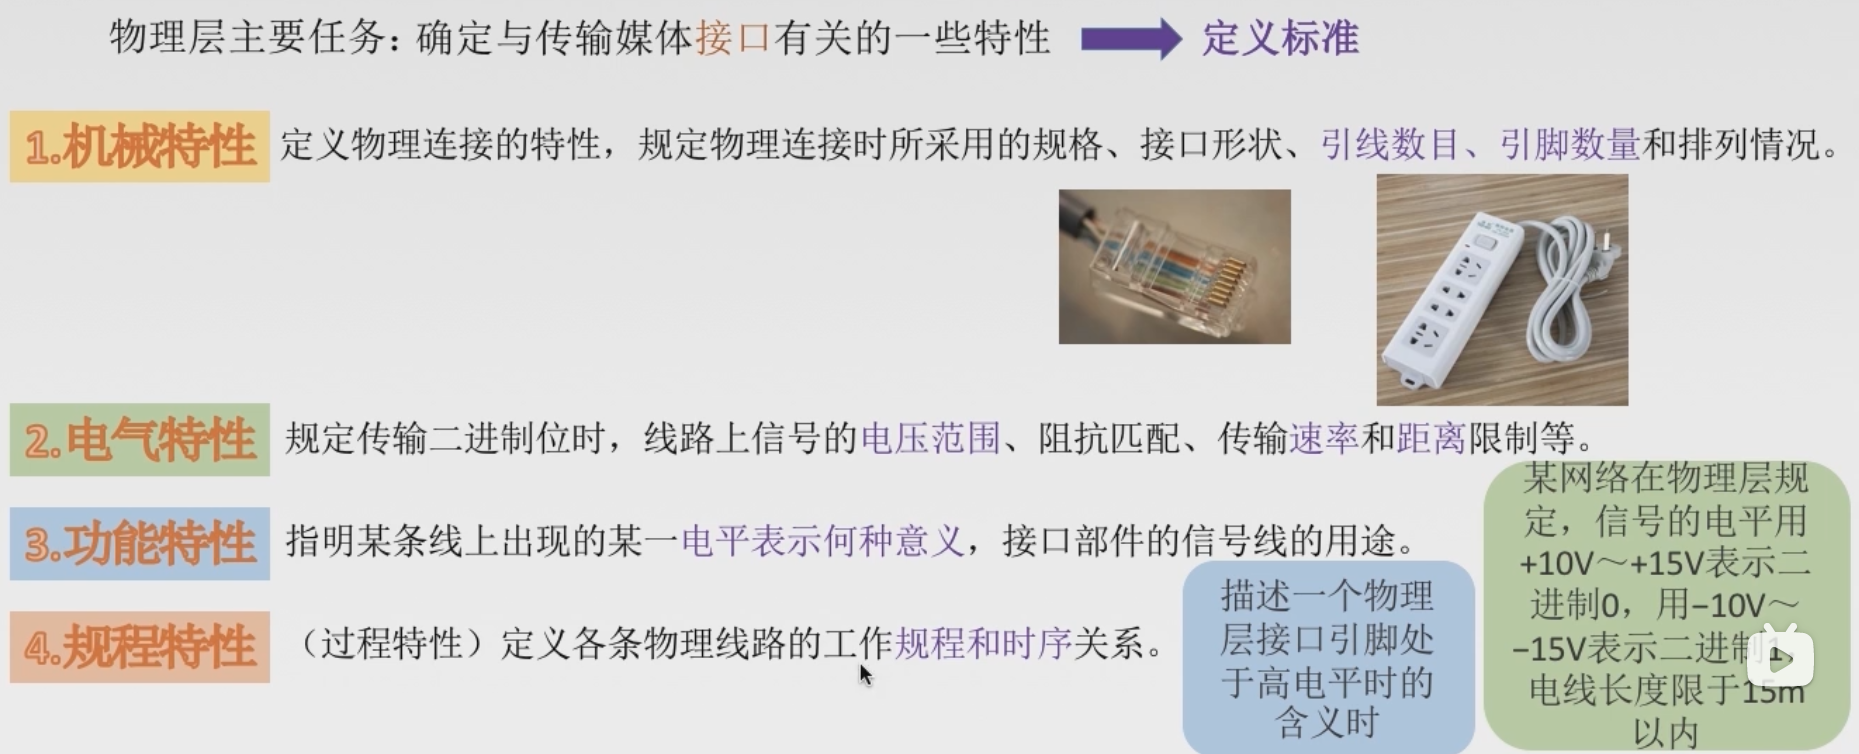 物理层主要任务：确定与传输媒体接口有关的一些特性 定义标准
1.机械特性 定义物理连接的特性，规定物理连接时所采用的规格、接口形状、引线数目、引脚数量和排列情况。
2.电气特性 规定传输二进制位时，线路上信号的电压范围、阻抗匹配、传输速率和距离限制等。
3.功能特性 指明某条线上出现的某一电平表示何种意义，接口部件的信号线的用途。
4.规程特性 （过程特性）定义各条物理线路的工作规程和时序关系。
描述一个物理
层接口引脚处
于高电平时的
含义时
某网络在物理层规
定，信号的电平用
+10V～+15V表示二
进制0，用–10V～
–15V表示二进制1，
电线长度限于15m
以内